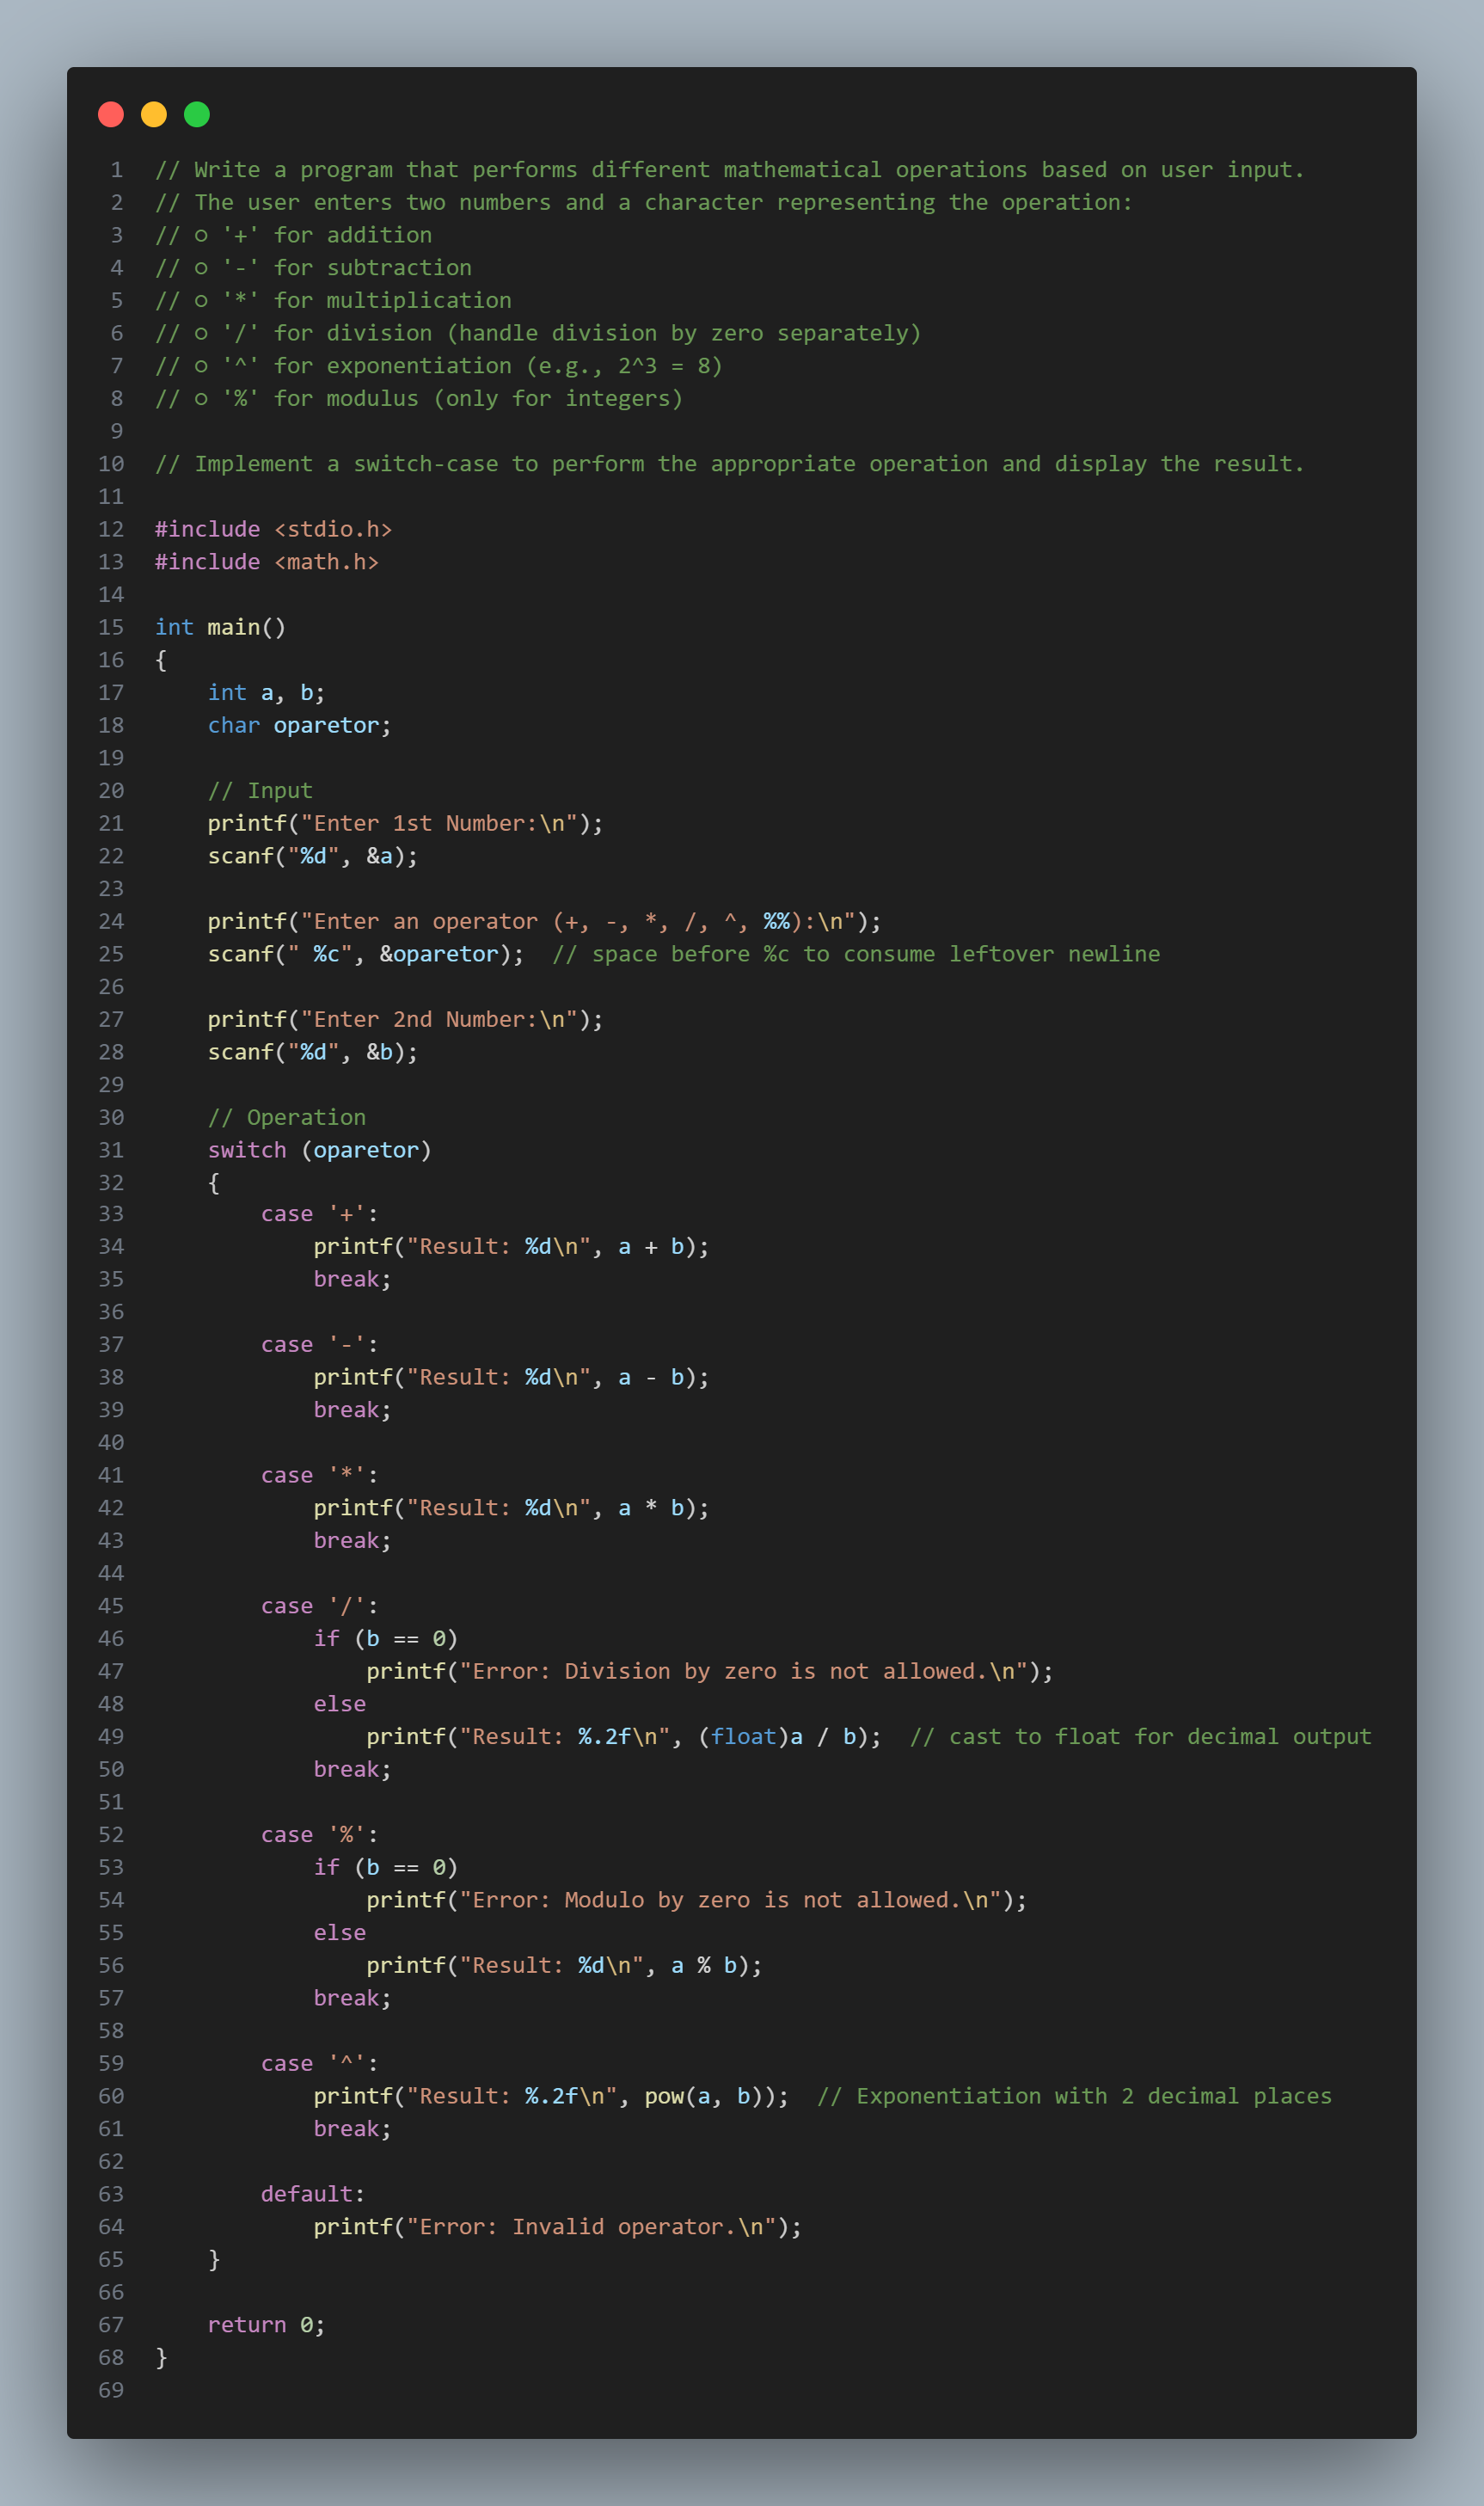 1 // Write a program that performs different mathematical operations based on user input.
2 // The user enters two numbers and a character representing the operation:
3 // ○ '+' for addition
4 // ○ '-' for subtraction
5 // ○ '*' for multiplication
6 // ○ '/' for division (handle division by zero separately)
7 // ○ '^' for exponentiation (e.g., 2^3 = 8)
8 // ○ '%' for modulus (only for integers)
9
10 // Implement a switch-case to perform the appropriate operation and display the result.
11
12 #include <stdio.h>
13 #include <math.h>
14
15 int main()
16 {
17     int a, b;
18     char oparetor;
19
20     // Input
21     printf("Enter 1st Number:\n");
22     scanf("%d", &a);
23
24     printf("Enter an operator (+, -, *, /, ^, %%):\n");
25     scanf(" %c", &oparetor);  // space before %c to consume leftover newline
26
27     printf("Enter 2nd Number:\n");
28     scanf("%d", &b);
29
30     // Operation
31     switch (oparetor)
32     {
33         case '+':
34             printf("Result: %d\n", a + b);
35             break;
36
37         case '-':
38             printf("Result: %d\n", a - b);
39             break;
40
41         case '*':
42             printf("Result: %d\n", a * b);
43             break;
44
45         case '/':
46             if (b == 0)
47                 printf("Error: Division by zero is not allowed.\n");
48             else
49                 printf("Result: %.2f\n", (float)a / b);  // cast to float for decimal output
50             break;
51
52         case '%':
53             if (b == 0)
54                 printf("Error: Modulo by zero is not allowed.\n");
55             else
56                 printf("Result: %d\n", a % b);
57             break;
58
59         case '^':
60             printf("Result: %.2f\n", pow(a, b));  // Exponentiation with 2 decimal places
61             break;
62
63         default:
64             printf("Error: Invalid operator.\n");
65     }
66
67     return 0;
68 }
69